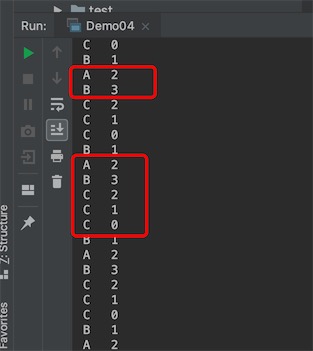 test
Run: Demo04 ×
C 0
B 1
A 2
B 3
C 2
C 1
C 0
B 1
A 2
B 3
C 2
C 1
C 0
B 1
A 2
B 3
C 2
C 1
C 0
B 1
A 2
Z: Structure
Favorites